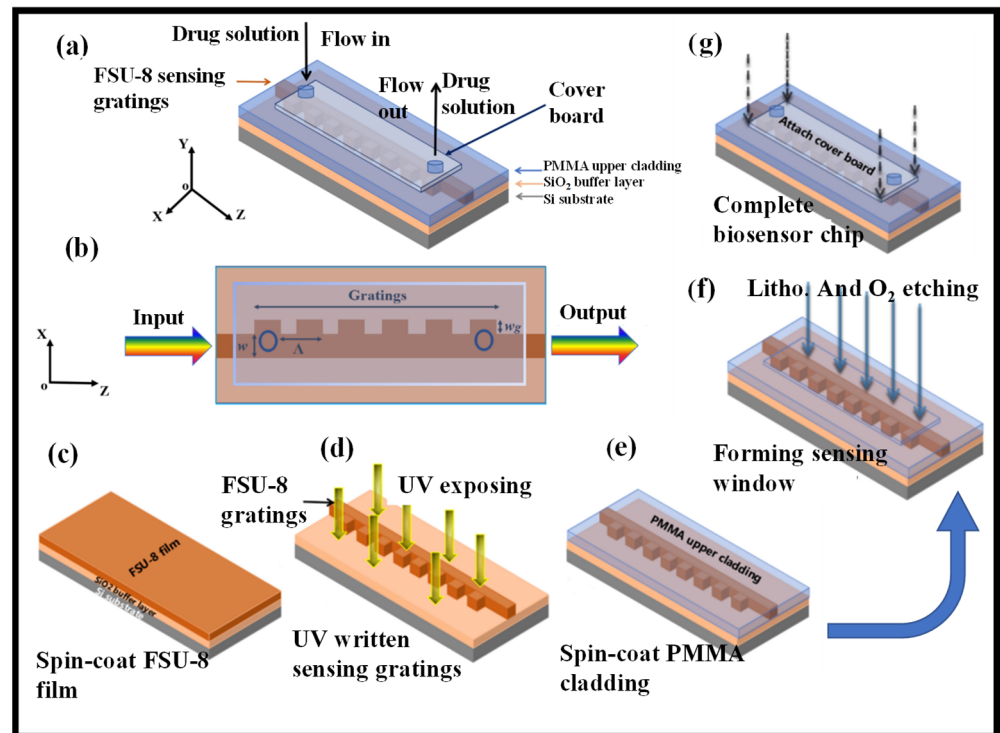 (a)
Drug solution
Flow in
FSU-8 sensing
gratings
Flow
out
Drug
solution
Cover
board
Y
o
X
Z
PMMA upper cladding
SiO2 buffer layer
Si substrate
(g)
Attach cover board
Complete
biosensor chip
(b)
X
o
Z
Input
Gratings
w
Λ
wg
Output
(f)
Litho. And O2 etching
Forming sensing
window
(c)
FSU-8 film
SiO2 buffer layer
Si substrate
Spin-coat FSU-8
film
(d)
FSU-8
gratings
UV exposing
UV written
sensing gratings
(e)
PMMA upper cladding
Spin-coat PMMA
cladding